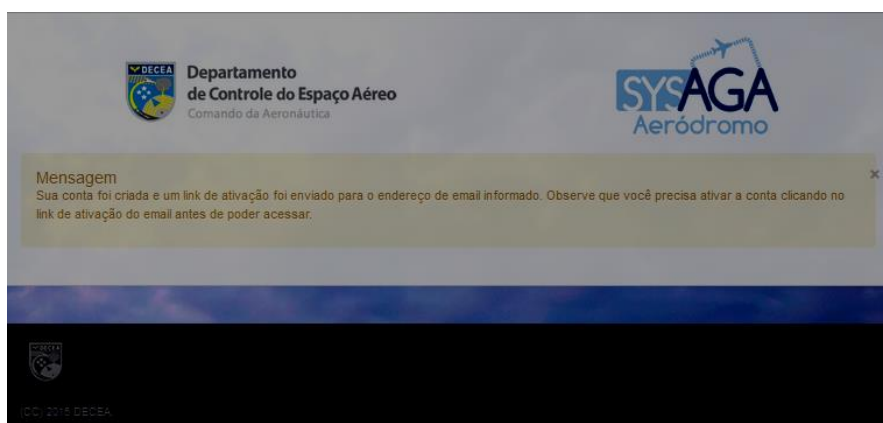 DECEA
Departamento
de Controle do Espaço Aéreo
Comando da Aeronáutica
SYSAGA
Aeródromo
Mensagem
×
Sua conta foi criada e um link de ativação foi enviado para o endereço de email informado. Observe que você precisa ativar a conta clicando no
link de ativação do email antes de poder acessar.
DECEA
(CC) 2015 DECEA